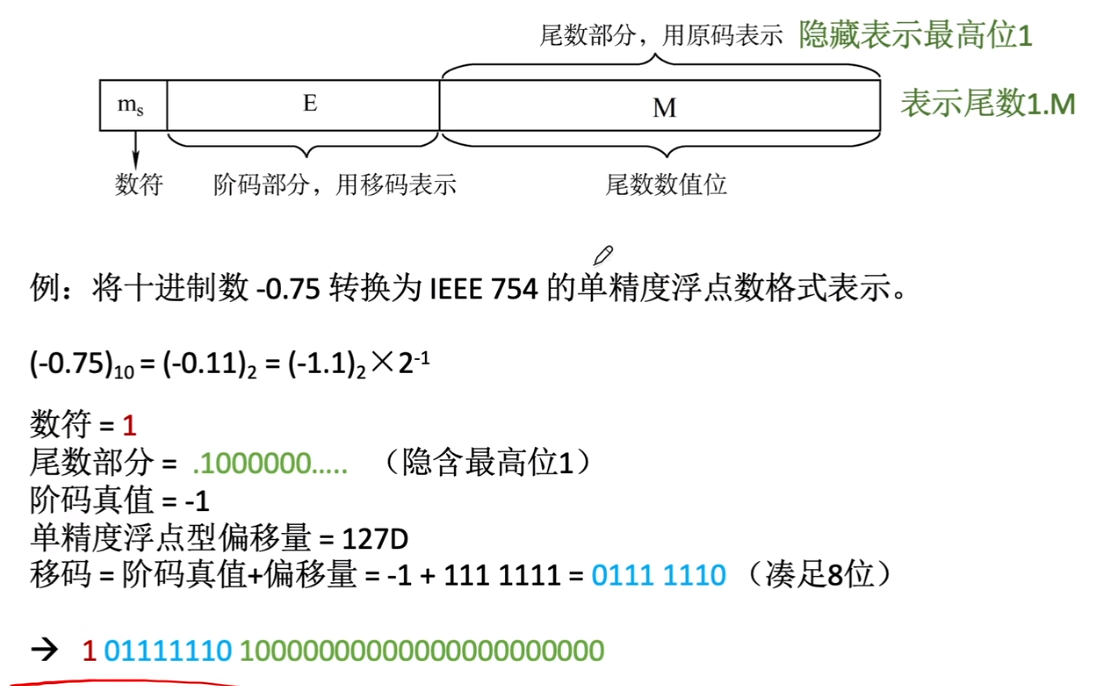 尾数部分，用原码表示 隐藏表示最高位1
mₛ E M 表示尾数1.M
数符 阶码部分，用移码表示 尾数数值位
例：将十进制数 -0.75 转换为 IEEE 754 的单精度浮点数格式表示。
(-0.75)₁₀ = (-0.11)₂ = (-1.1)₂×2⁻¹
数符 = 1
尾数部分 = .1000000..... （隐含最高位1）
阶码真值 = -1
单精度浮点型偏移量 = 127D
移码 = 阶码真值+偏移量 = -1 + 111 1111 = 0111 1110 （凑足8位）
→ 1 01111110 10000000000000000000000